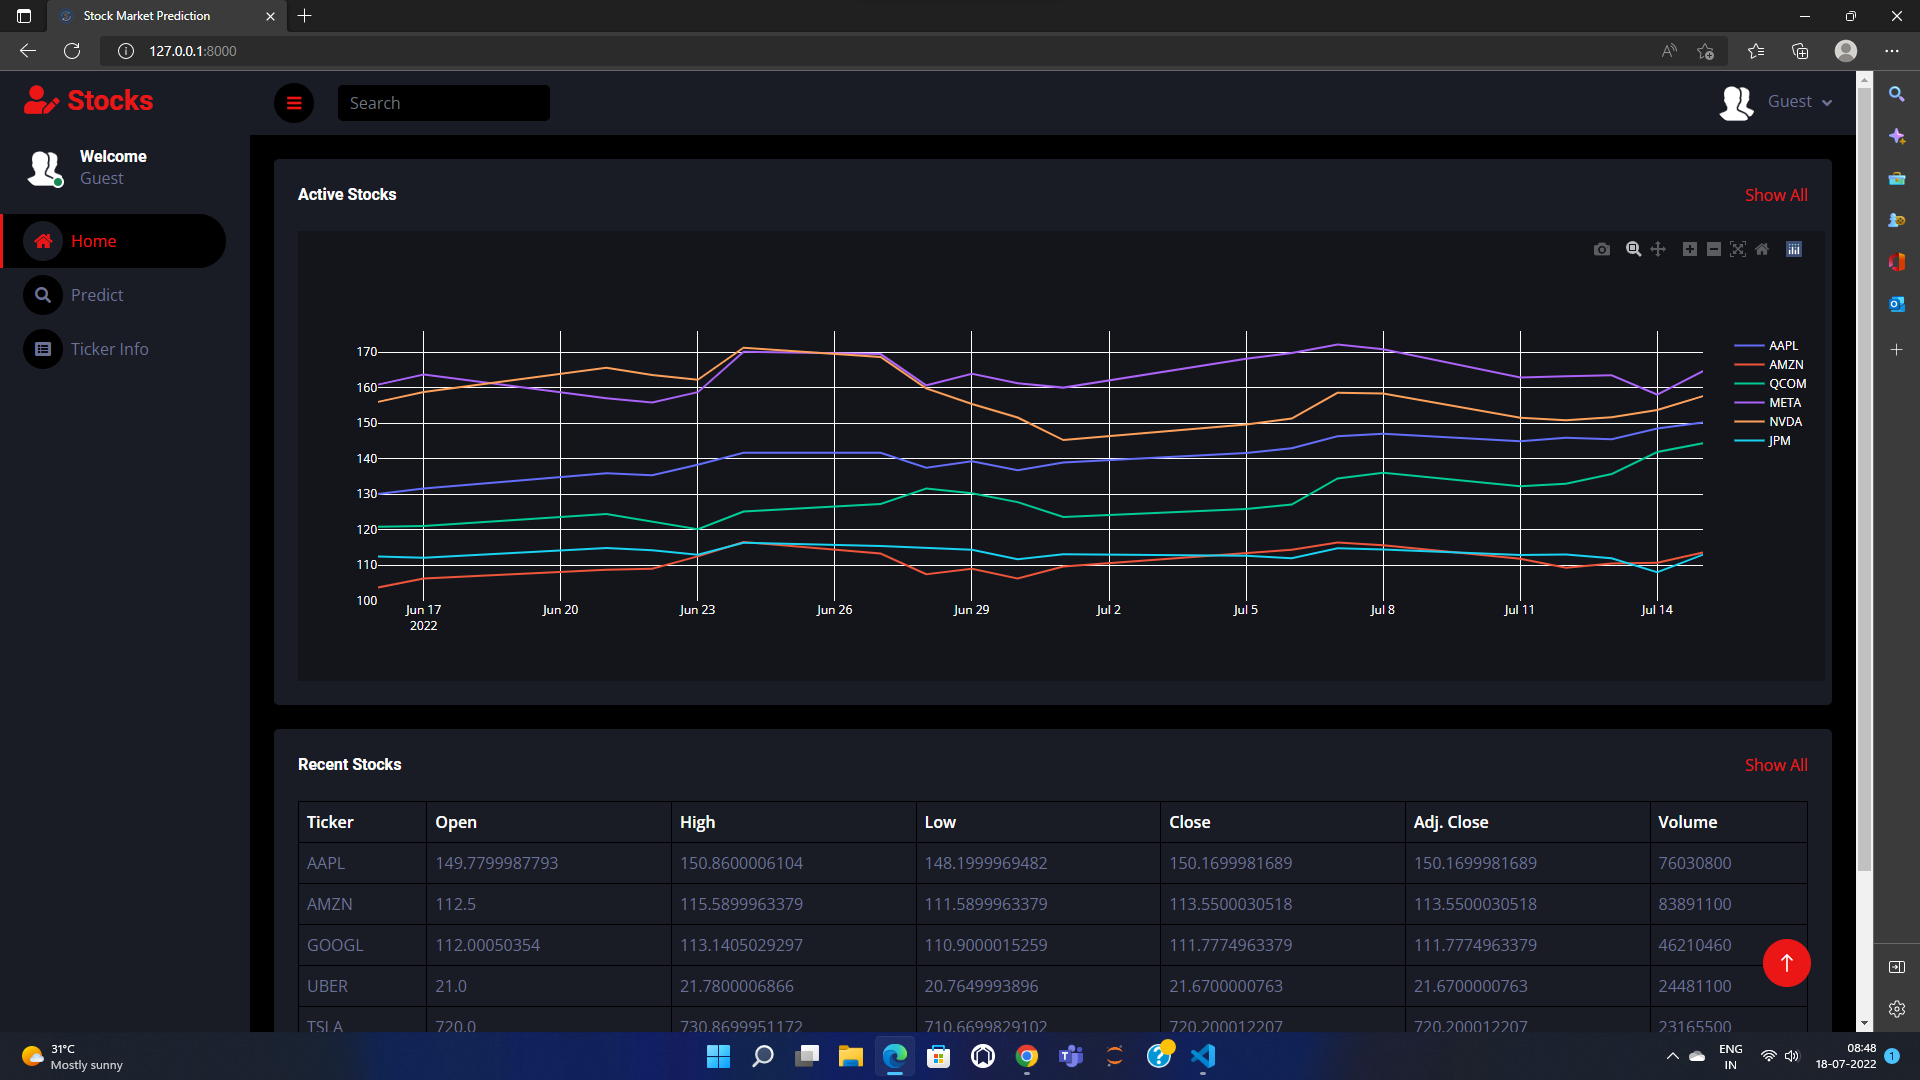 Stock Market Prediction
127.0.0.1:8000
Stocks
Search
Guest
Welcome
Guest
Home
Predict
Ticker Info
Active Stocks
Show All
170
160
150
140
130
120
110
100
Jun 17
2022
Jun 20
Jun 23
Jun 26
Jun 29
Jul 2
Jul 5
Jul 8
Jul 11
Jul 14
AAPL
AMZN
QCOM
META
NVDA
JPM
Recent Stocks
Show All
Ticker Open High Low Close Adj. Close Volume
AAPL 149.7799987793 150.8600006104 148.1999969482 150.1699981689 150.1699981689 76030800
AMZN 112.5 115.5899963379 111.5899963379 113.5500030518 113.5500030518 83891100
GOOGL 112.00050354 113.1405029297 110.9000015259 111.7774963379 111.7774963379 46210460
UBER 21.0 21.7800006866 20.7649993896 21.6700000763 21.6700000763 24481100
TSLA 720.0 730.8699951172 710.6699829102 720.200012207 720.200012207 23165500
31°C
Mostly sunny
ENG
IN
08:48
18-07-2022
1